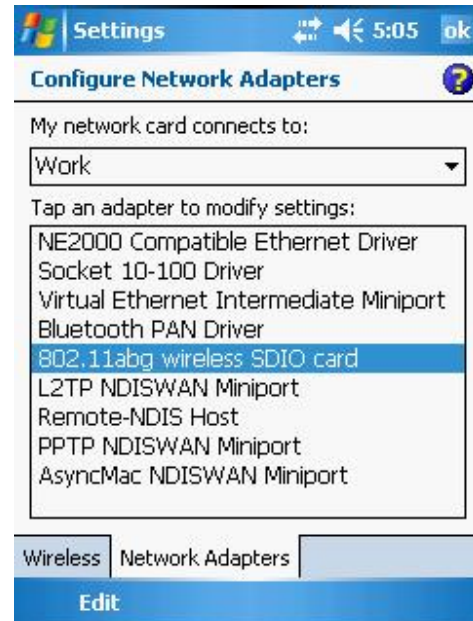 Settings 5:05 ok
Configure Network Adapters ?
My network card connects to:
Work
Tap an adapter to modify settings:
NE2000 Compatible Ethernet Driver
Socket 10-100 Driver
Virtual Ethernet Intermediate Miniport
Bluetooth PAN Driver
802.11abg wireless SDIO card
L2TP NDISWAN Miniport
Remote-NDIS Host
PPTP NDISWAN Miniport
AsyncMac NDISWAN Miniport
Wireless Network Adapters
Edit